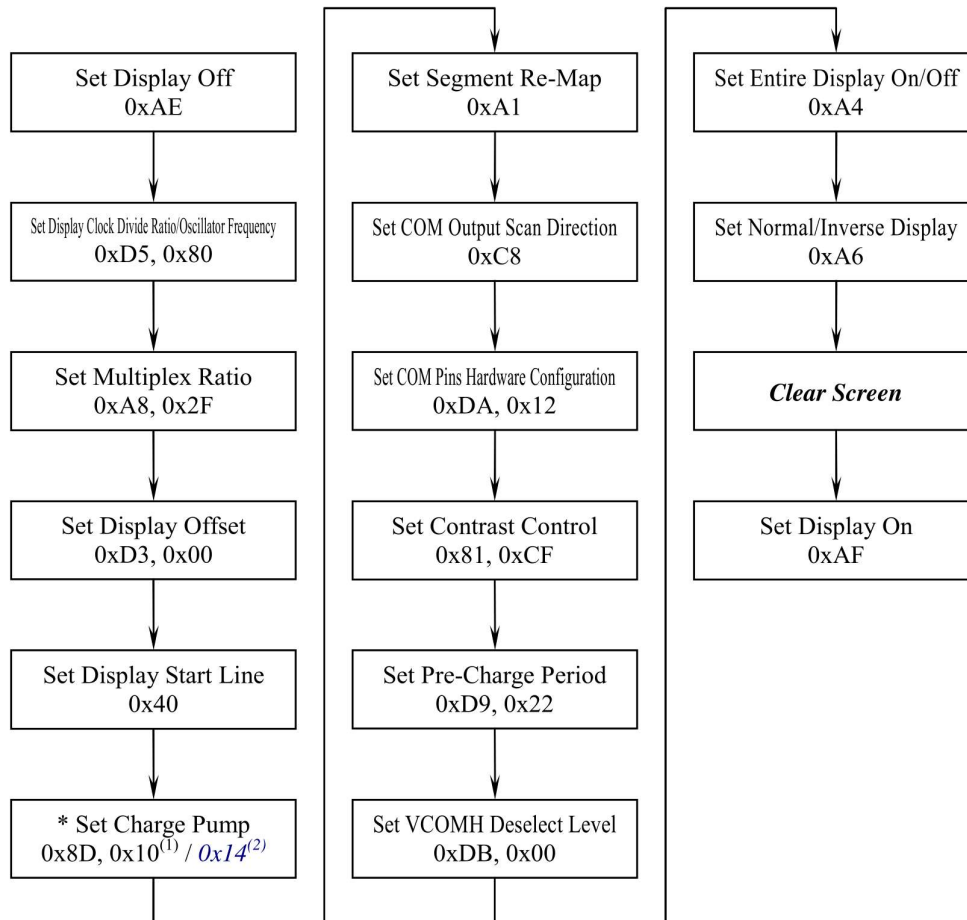 Set Display Off
0xAE
Set Display Clock Divide Ratio/Oscillator Frequency
0xD5, 0x80
Set Multiplex Ratio
0xA8, 0x2F
Set Display Offset
0xD3, 0x00
Set Display Start Line
0x40
* Set Charge Pump
0x8D, 0x10(1) / 0x14(2)
Set Segment Re-Map
0xA1
Set COM Output Scan Direction
0xC8
Set COM Pins Hardware Configuration
0xDA, 0x12
Set Contrast Control
0x81, 0xCF
Set Pre-Charge Period
0xD9, 0x22
Set VCOMH Deselect Level
0xDB, 0x00
Set Entire Display On/Off
0xA4
Set Normal/Inverse Display
0xA6
Clear Screen
Set Display On
0xAF